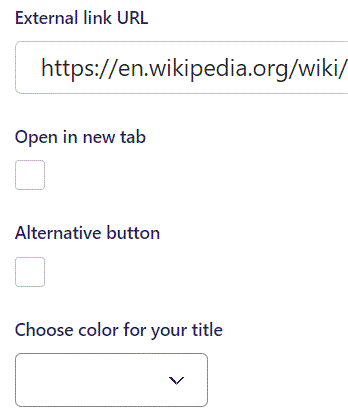 External link URL
https://en.wikipedia.org/wiki/
Open in new tab
Alternative button
Choose color for your title